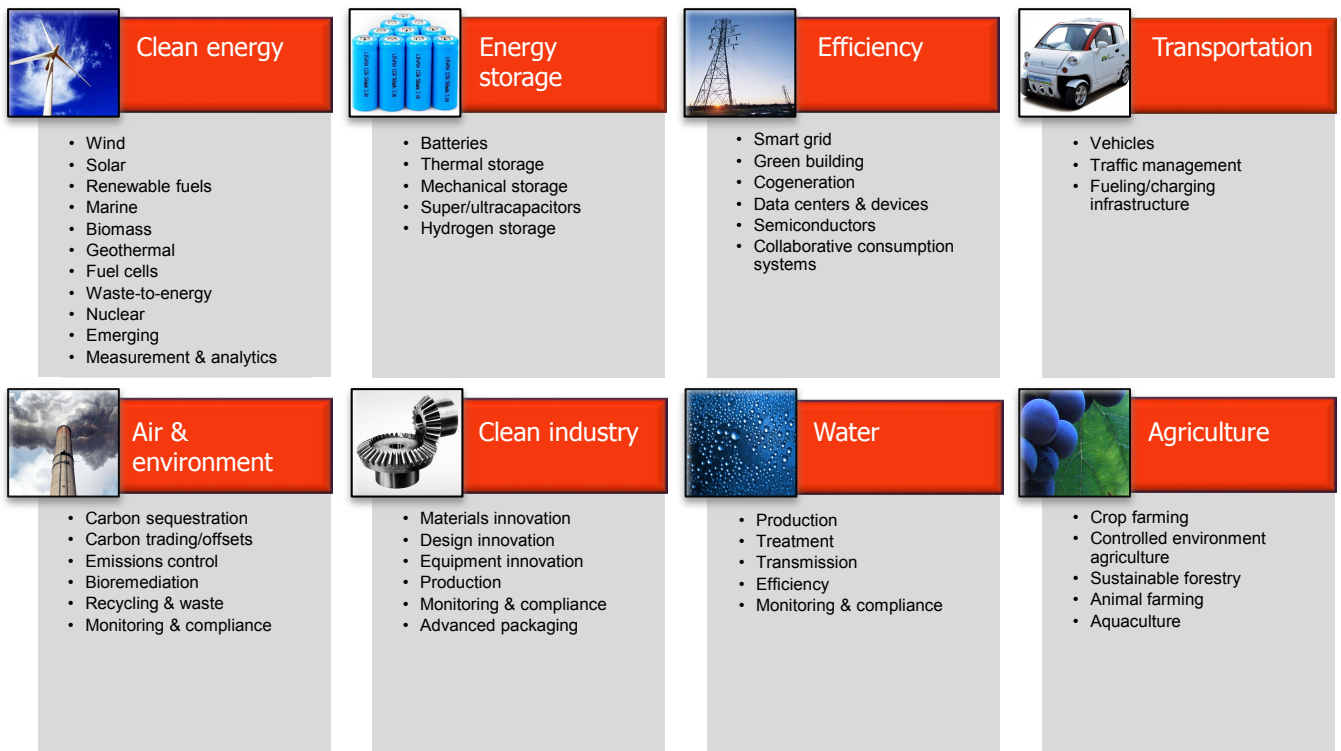 Clean energy
• Wind
• Solar
• Renewable fuels
• Marine
• Biomass
• Geothermal
• Fuel cells
• Waste-to-energy
• Nuclear
• Emerging
• Measurement & analytics
Energy
storage
• Batteries
• Thermal storage
• Mechanical storage
• Super/ultracapacitors
• Hydrogen storage
Efficiency
• Smart grid
• Green building
• Cogeneration
• Data centers & devices
• Semiconductors
• Collaborative consumption
systems
Transportation
• Vehicles
• Traffic management
• Fueling/charging
infrastructure
Air &
environment
• Carbon sequestration
• Carbon trading/offsets
• Emissions control
• Bioremediation
• Recycling & waste
• Monitoring & compliance
Clean industry
• Materials innovation
• Design innovation
• Equipment innovation
• Production
• Monitoring & compliance
• Advanced packaging
Water
• Production
• Treatment
• Transmission
• Efficiency
• Monitoring & compliance
Agriculture
• Crop farming
• Controlled environment
agriculture
• Sustainable forestry
• Animal farming
• Aquaculture